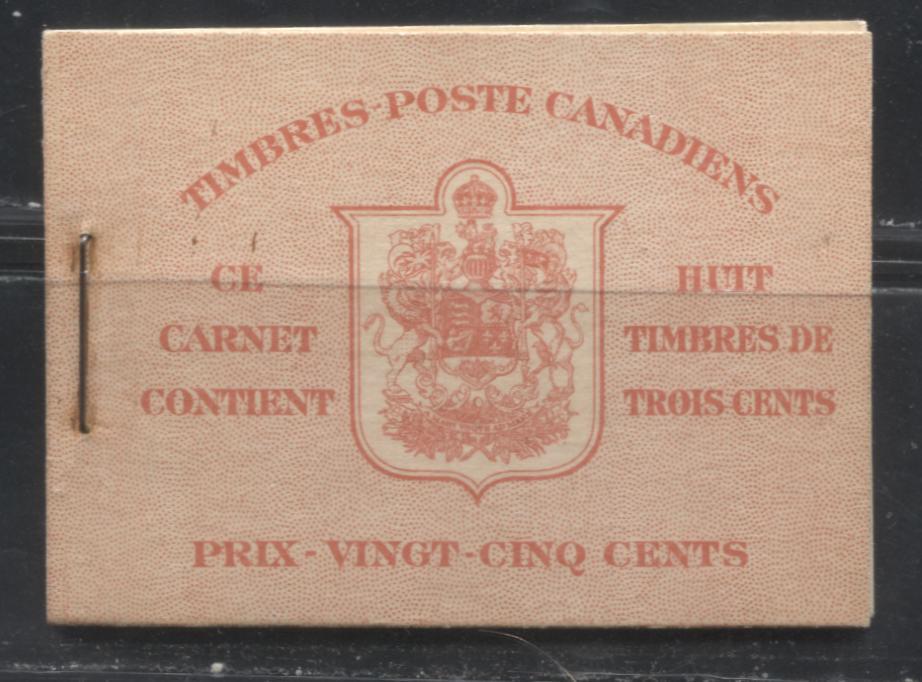 TIMBRES-POSTE CANADIENS
CE
CARNET
CONTIENT
HUIT
TIMBRES DE
TROIS-CENTS
PRIX-VINGT-CINQ CENTS